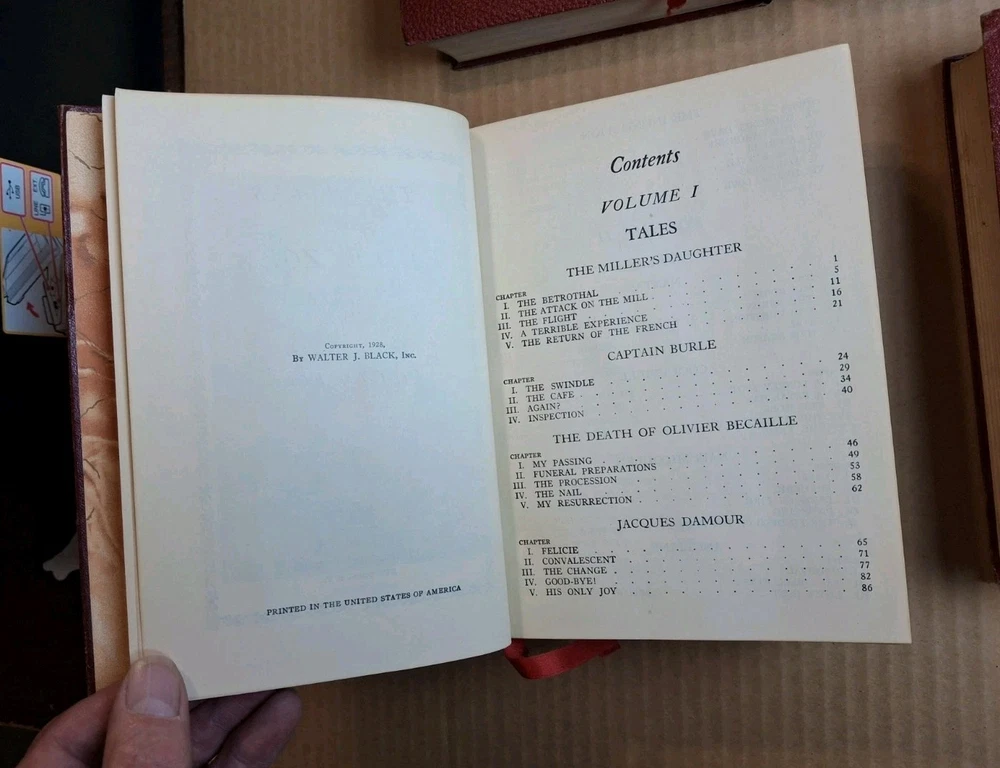 USB
LINE EXT
COPYRIGHT, 1928,
BY WALTER J. BLACK, INC.
PRINTED IN THE UNITED STATES OF AMERICA
Contents
VOLUME I
TALES
THE MILLER'S DAUGHTER
CHAPTER
I. THE BETROTHAL . . . . . . . . 1
II. THE ATTACK ON THE MILL . . . . . . . . 5
III. THE FLIGHT . . . . . . . . 11
IV. A TERRIBLE EXPERIENCE . . . . . . . . 16
V. THE RETURN OF THE FRENCH . . . . . . . . 21
CAPTAIN BURLE
CHAPTER
I. THE SWINDLE . . . . . . . . 24
II. THE CAFE . . . . . . . . 29
III. AGAIN? . . . . . . . . 34
IV. INSPECTION . . . . . . . . 40
THE DEATH OF OLIVIER BECAILLE
CHAPTER
I. MY PASSING . . . . . . . . 46
II. FUNERAL PREPARATIONS . . . . . . . . 49
III. THE PROCESSION . . . . . . . . 53
IV. THE NAIL . . . . . . . . 58
V. MY RESURRECTION . . . . . . . . 62
JACQUES DAMOUR
CHAPTER
I. FELICIE . . . . . . . . 65
II. CONVALESCENT . . . . . . . . 71
III. THE CHANGE . . . . . . . . 77
IV. GOOD-BYE! . . . . . . . . 82
V. HIS ONLY JOY . . . . . . . . 86